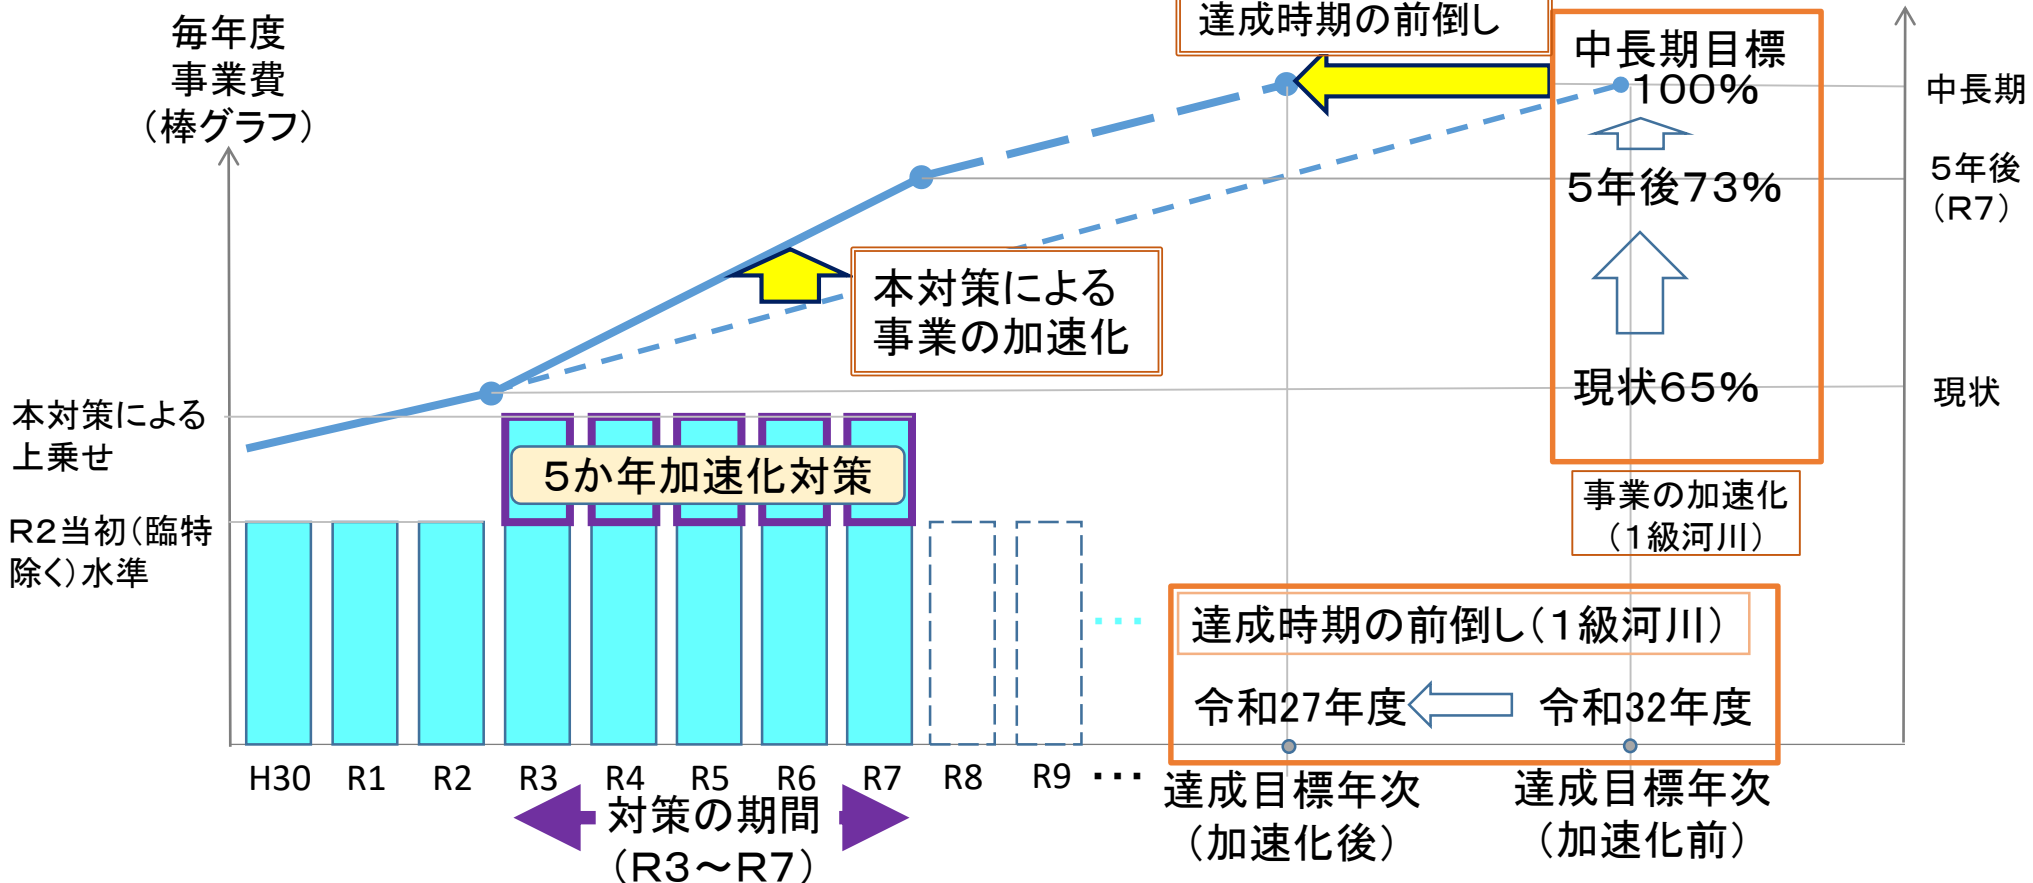 達成時期の前倒し
毎年度
事業費
（棒グラフ）
中長期目標
100%
5年後73%
現状65%
中長期
5年後
（R7）
現状
本対策による
事業の加速化
本対策による
上乗せ
5か年加速化対策
R2当初（臨特
除く）水準
事業の加速化
（1級河川）
達成時期の前倒し（1級河川）
令和27年度
令和32年度
H30 R1 R2 R3 R4 R5 R6 R7 R8 R9 …
対策の期間
（R3～R7）
達成目標年次
（加速化後）
達成目標年次
（加速化前）